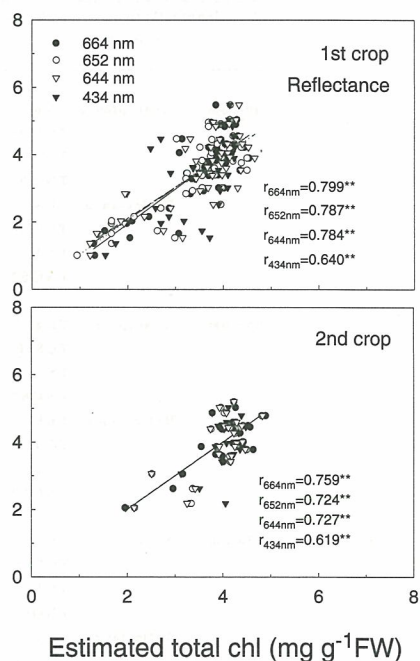 8
6
4
2
0
664 nm
652 nm
644 nm
434 nm
1st crop
Reflectance
r664nm=0.799**
r652nm=0.787**
r644nm=0.784**
r434nm=0.640**
8
6
4
2
0
2nd crop
r664nm=0.759**
r652nm=0.724**
r644nm=0.727**
r434nm=0.619**
0 2 4 6 8
Estimated total chl (mg g-1FW)